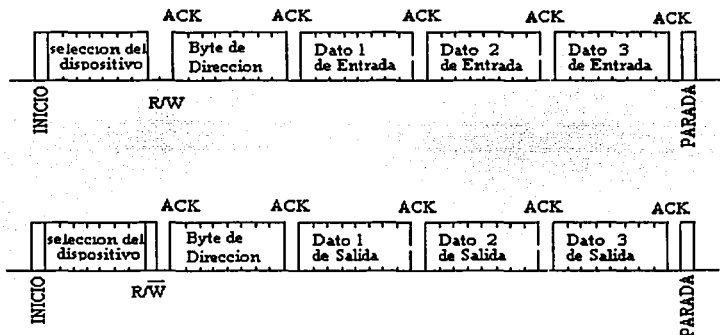 ACK ACK ACK ACK ACK
seleccion del dispositivo
Byte de Direccion
Dato 1 de Entrada
Dato 2 de Entrada
Dato 3 de Entrada
INICIO
R/W
PARADA
ACK ACK ACK ACK ACK
seleccion del dispositivo
Byte de Direccion
Dato 1 de Salida
Dato 2 de Salida
Dato 3 de Salida
INICIO
R/W̅
PARADA